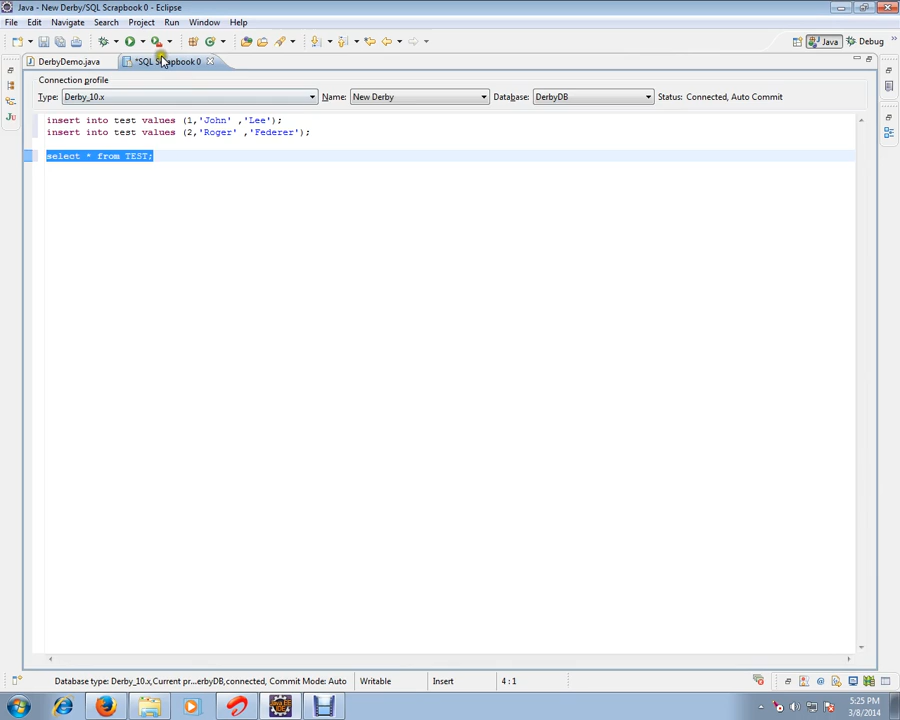 Java - New Derby/SQL Scrapbook 0 - Eclipse
File Edit Navigate Search Project Run Window Help
Java Debug
DerbyDemo.java *SQL Scrapbook 0
Connection profile
Type: Derby_10.x Name: New Derby Database: DerbyDB Status: Connected, Auto Commit
insert into test values (1,'John' ,'Lee');
insert into test values (2,'Roger' ,'Federer');
select * from TEST;
Database type: Derby_10.x,Current pr...erbyDB,connected, Commit Mode: Auto Writable Insert 4 : 1
5:25 PM
3/8/2014